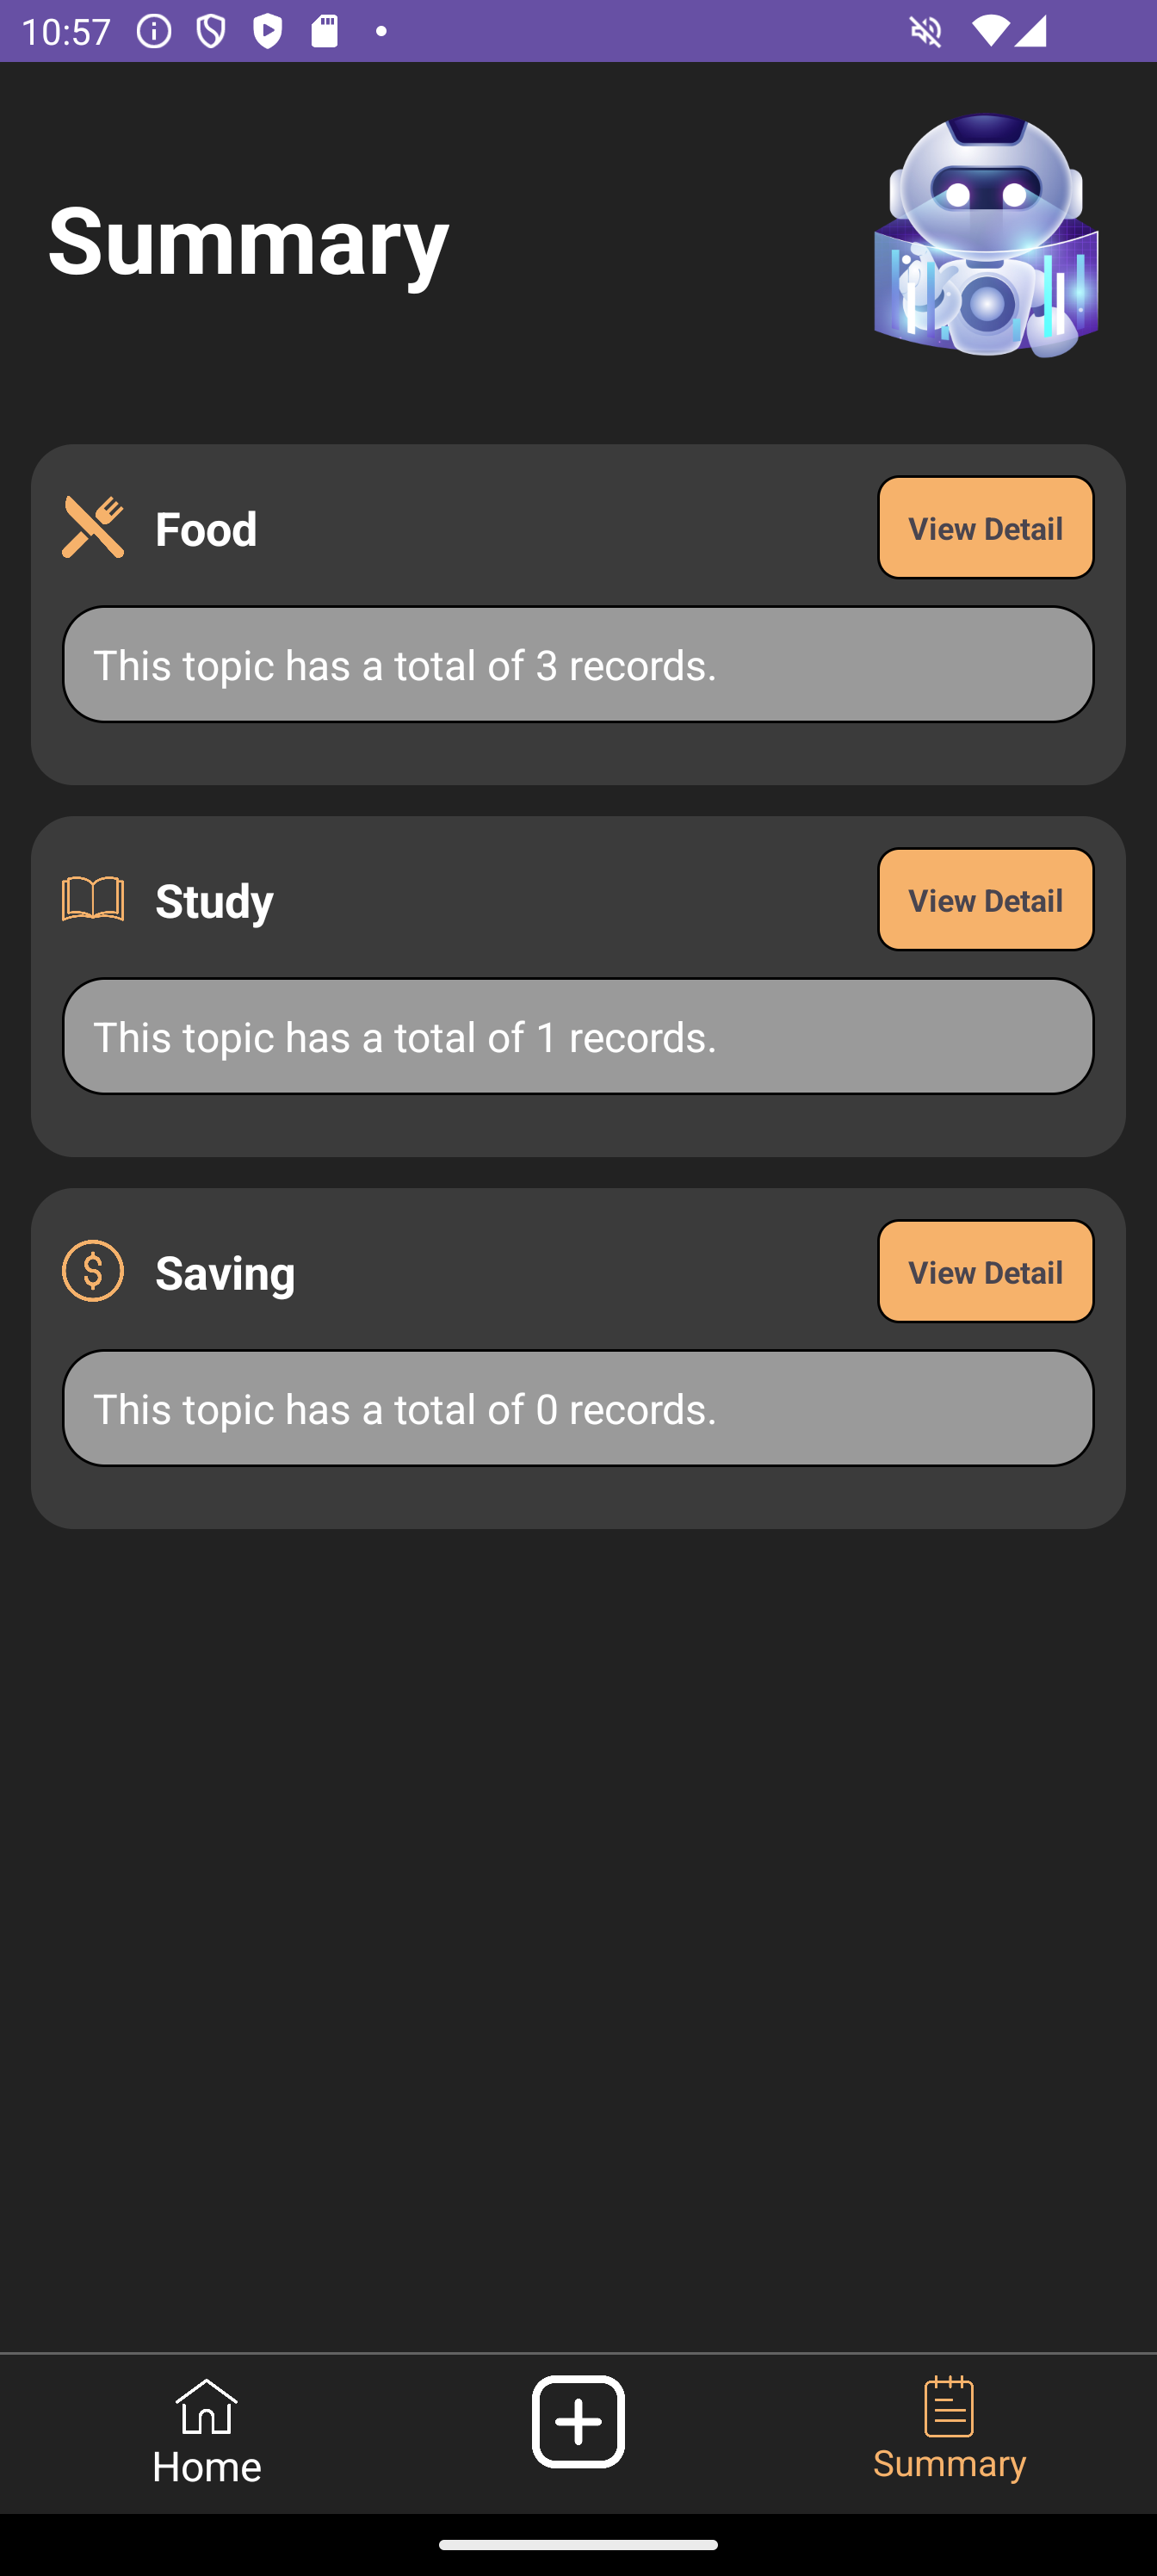 10:57
Summary
Food
View Detail
This topic has a total of 3 records.
Study
View Detail
This topic has a total of 1 records.
Saving
View Detail
This topic has a total of 0 records.
Home
Summary